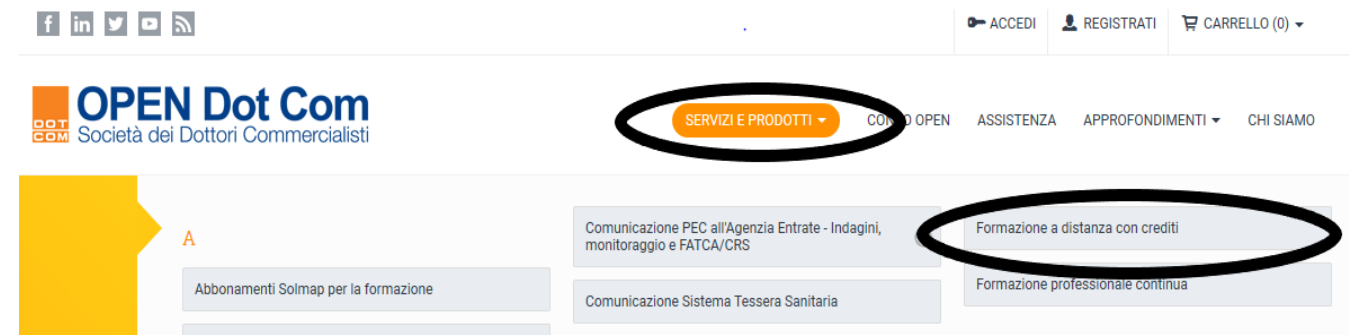 ACCEDI
REGISTRATI
CARRELLO (0)
DOT
COM
OPEN Dot Com
Società dei Dottori Commercialisti
SERVIZI E PRODOTTI
OPEN
ASSISTENZA
APPROFONDIMENTI
CHI SIAMO
A
Abbonamenti Solmap per la formazione
Comunicazione PEC all'Agenzia Entrate - Indagini,
monitoraggio e FATCA/CRS
Comunicazione Sistema Tessera Sanitaria
Formazione a distanza con crediti
Formazione professionale continua